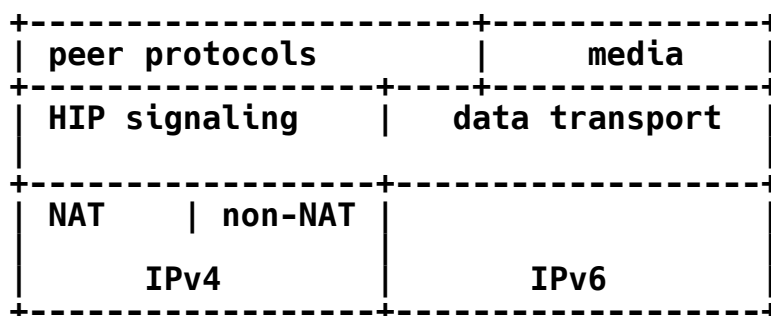 +-----------------------+--------------+
| peer protocols        |     media    |
+------------------+----+--------------+
| HIP signaling    |   data transport  |
|                                      |
+------------------+-------------------+
| NAT    | non-NAT |                   |
|                  |                   |
|      IPv4        |       IPv6        |
+------------------+-------------------+